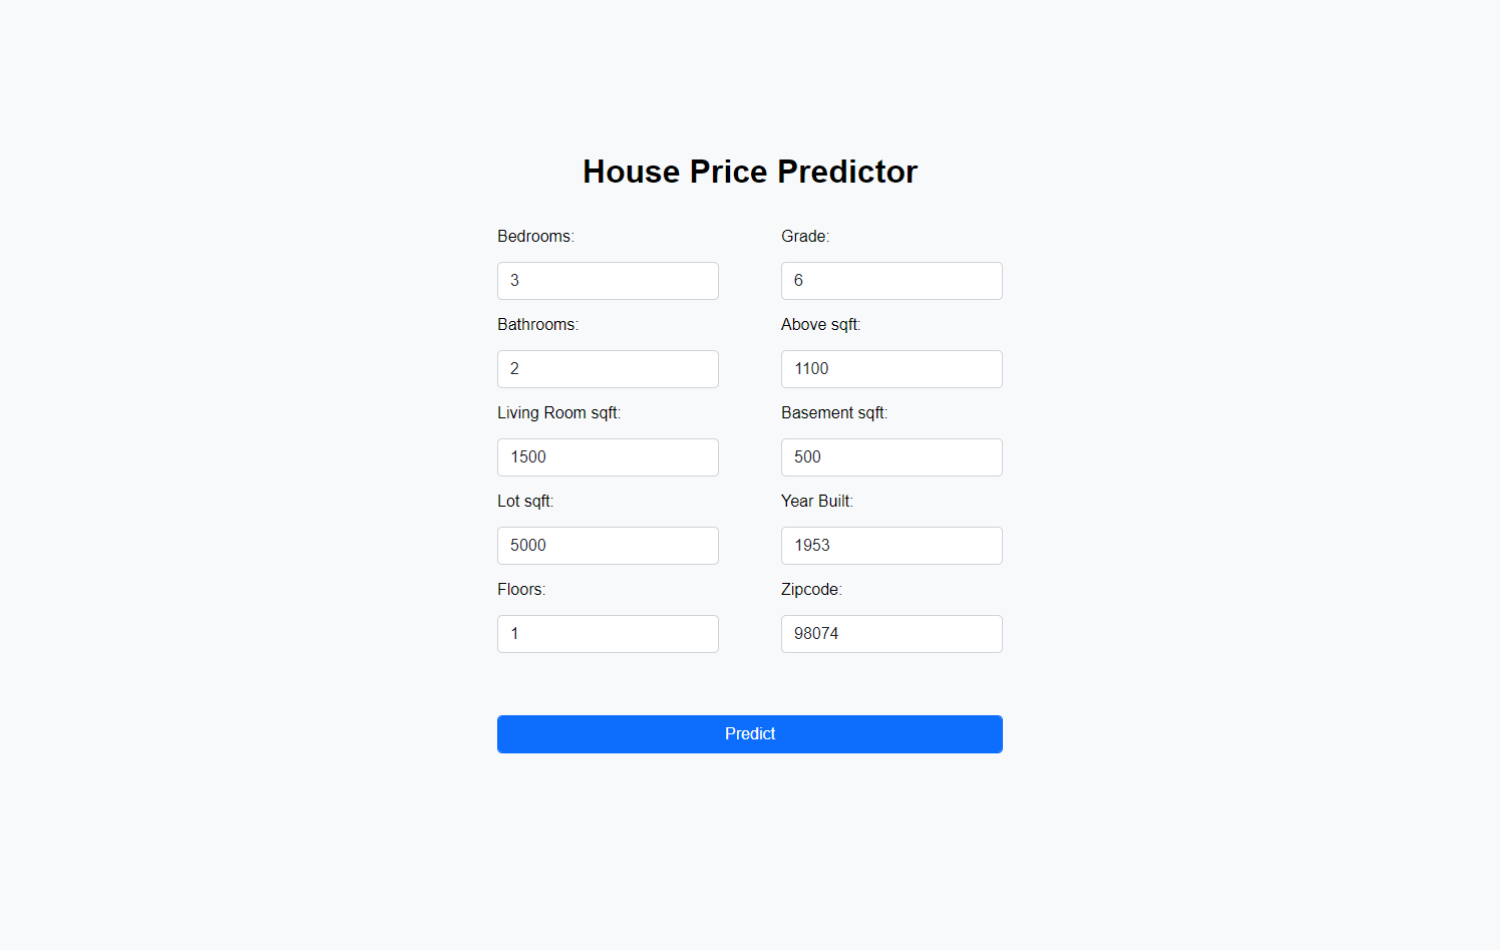 House Price Predictor
Bedrooms:
3
Bathrooms:
2
Living Room sqft:
1500
Lot sqft:
5000
Floors:
1
Grade:
6
Above sqft:
1100
Basement sqft:
500
Year Built:
1953
Zipcode:
98074
Predict